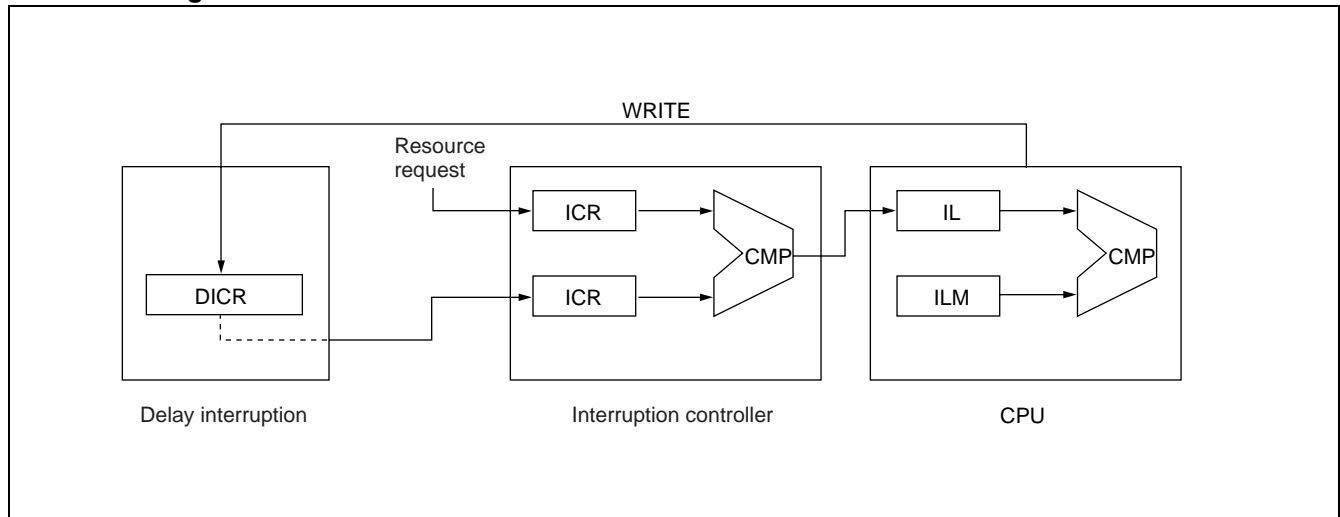 WRITE
Resource
request
ICR
IL
CMP
CMP
DICR
ICR
ILM
Delay interruption
Interruption controller
CPU